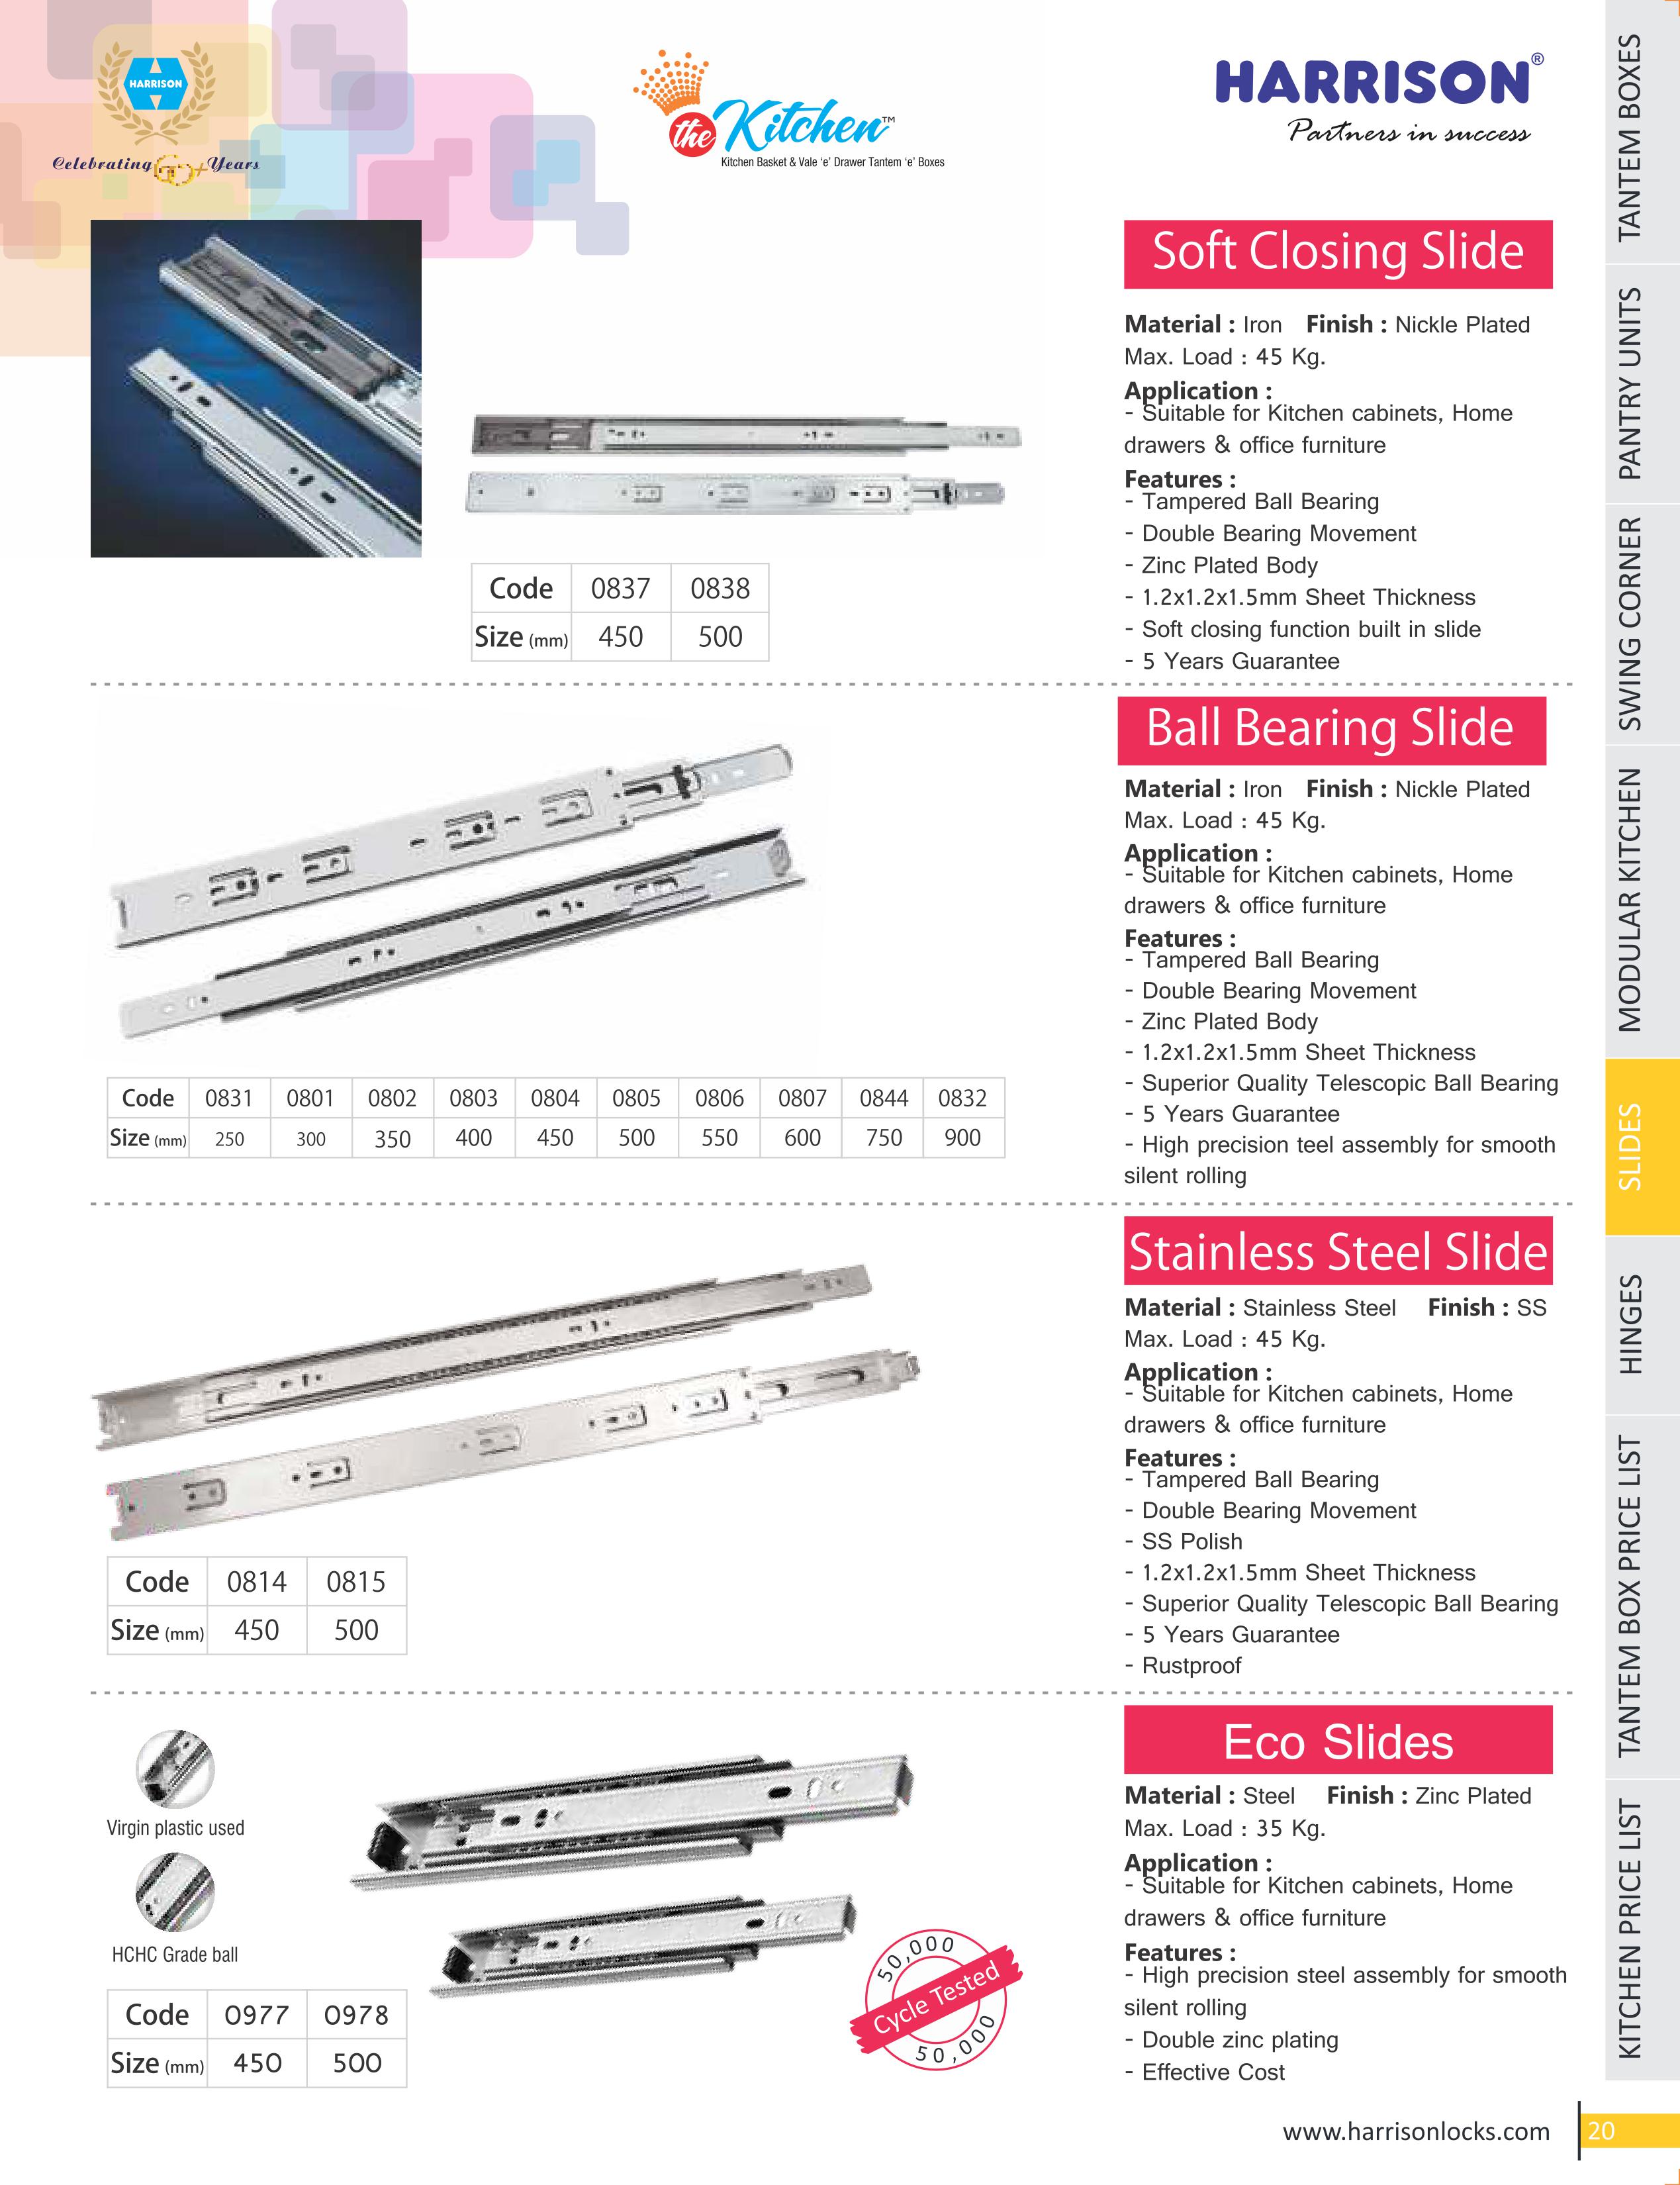 HARRISON
Celebrating 60+ Years
the Kitchen™
Kitchen Basket & Vale 'e' Drawer Tantem 'e' Boxes
HARRISON®
Partners in success
Soft Closing Slide
Material : Iron Finish : Nickle Plated
Max. Load : 45 Kg.
Application :
- Suitable for Kitchen cabinets, Home
drawers & office furniture
Features :
- Tampered Ball Bearing
- Double Bearing Movement
- Zinc Plated Body
- 1.2x1.2x1.5mm Sheet Thickness
- Soft closing function built in slide
- 5 Years Guarantee
Code 0837 0838
Size (mm) 450 500
Ball Bearing Slide
Material : Iron Finish : Nickle Plated
Max. Load : 45 Kg.
Application :
- Suitable for Kitchen cabinets, Home
drawers & office furniture
Features :
- Tampered Ball Bearing
- Double Bearing Movement
- Zinc Plated Body
- 1.2x1.2x1.5mm Sheet Thickness
- Superior Quality Telescopic Ball Bearing
- 5 Years Guarantee
- High precision teel assembly for smooth
silent rolling
Code 0831 0801 0802 0803 0804 0805 0806 0807 0844 0832
Size (mm) 250 300 350 400 450 500 550 600 750 900
Stainless Steel Slide
Material : Stainless Steel Finish : SS
Max. Load : 45 Kg.
Application :
- Suitable for Kitchen cabinets, Home
drawers & office furniture
Features :
- Tampered Ball Bearing
- Double Bearing Movement
- SS Polish
- 1.2x1.2x1.5mm Sheet Thickness
- Superior Quality Telescopic Ball Bearing
- 5 Years Guarantee
- Rustproof
Code 0814 0815
Size (mm) 450 500
Eco Slides
Material : Steel Finish : Zinc Plated
Max. Load : 35 Kg.
Application :
- Suitable for Kitchen cabinets, Home
drawers & office furniture
Features :
- High precision steel assembly for smooth
silent rolling
- Double zinc plating
- Effective Cost
Virgin plastic used
HCHC Grade ball
50,000
Cycle Tested
50,000
Code 0977 0978
Size (mm) 450 500
TANTEM BOXES
PANTRY UNITS
SWING CORNER
MODULAR KITCHEN
SLIDES
HINGES
TANTEM BOX PRICE LIST
KITCHEN PRICE LIST
www.harrisonlocks.com
20